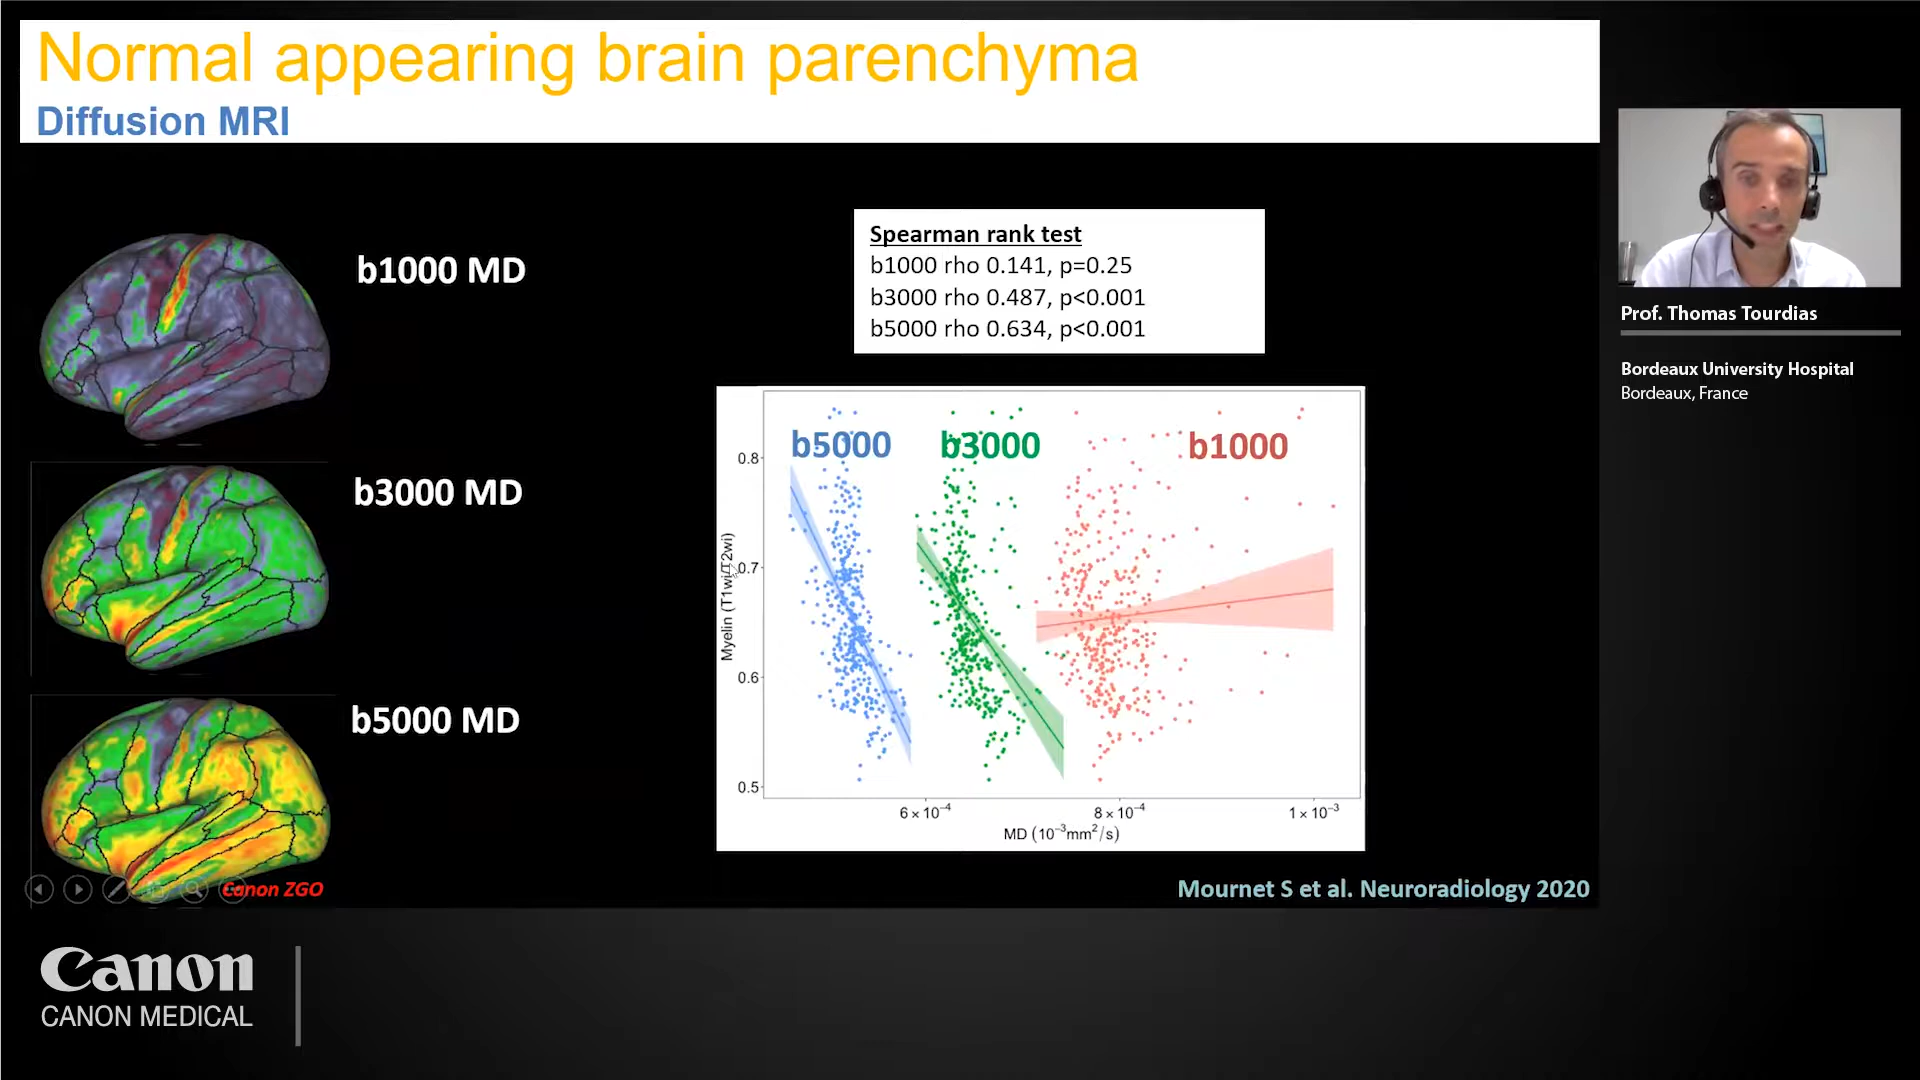 Normal appearing brain parenchyma
Diffusion MRI
b1000 MD
b3000 MD
b5000 MD
Canon ZGO
Spearman rank test
b1000 rho 0.141, p=0.25
b3000 rho 0.487, p<0.001
b5000 rho 0.634, p<0.001
b5000 b3000 b1000
Myelin (T1wi/T2wi)
0.8
0.7
0.6
0.5
6 × 10⁻⁴ 8 × 10⁻⁴ 1 × 10⁻³
MD (10⁻³mm²/s)
Mournet S et al. Neuroradiology 2020
Prof. Thomas Tourdias
Bordeaux University Hospital
Bordeaux, France
Canon
CANON MEDICAL